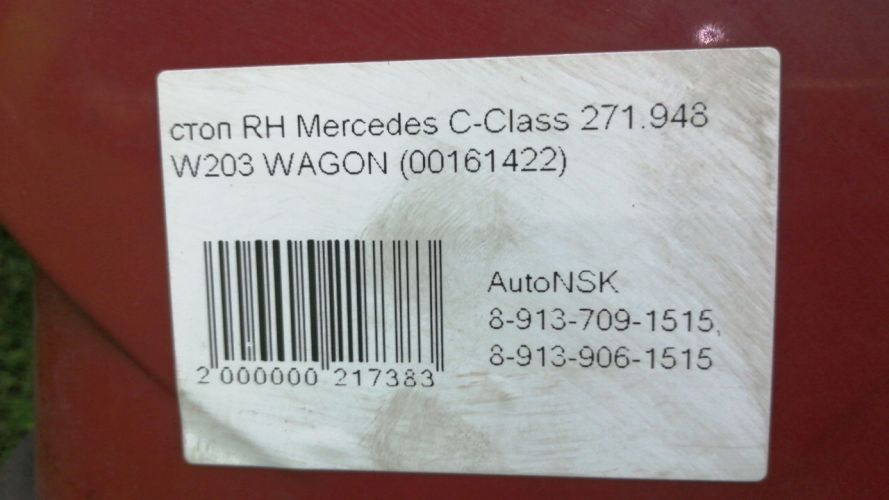 стоп RH Mercedes C-Class 271.948
W203 WAGON (00161422)
AutoNSK
8-913-709-1515,
8-913-906-1515
2 000000 217383